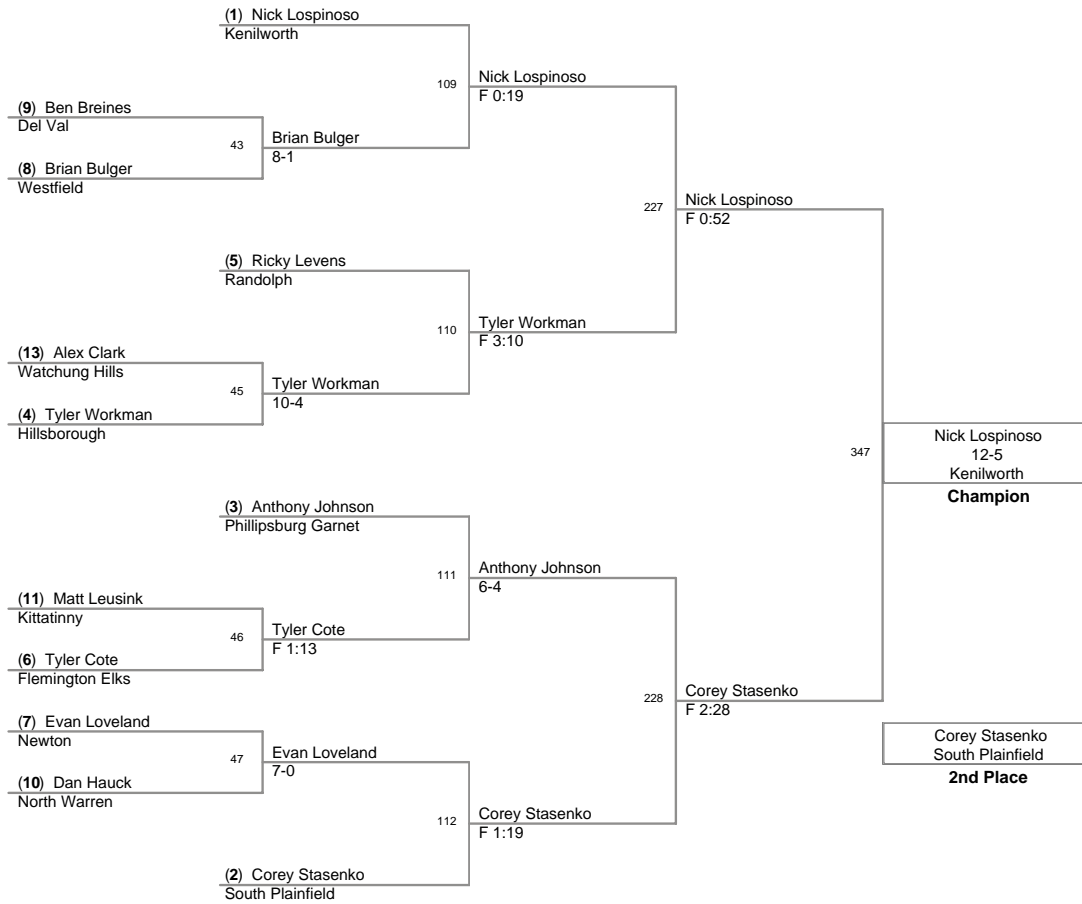 (1) Nick Lospinoso
Kenilworth
109
Nick Lospinoso
F 0:19
(9) Ben Breines
Del Val
43
Brian Bulger
8-1
(8) Brian Bulger
Westfield
227
Nick Lospinoso
F 0:52
(5) Ricky Levens
Randolph
110
Tyler Workman
F 3:10
(13) Alex Clark
Watchung Hills
45
Tyler Workman
10-4
(4) Tyler Workman
Hillsborough
347
Nick Lospinoso
12-5
Kenilworth
Champion
(3) Anthony Johnson
Phillipsburg Garnet
111
Anthony Johnson
6-4
(11) Matt Leusink
Kittatinny
46
Tyler Cote
F 1:13
(6) Tyler Cote
Flemington Elks
228
Corey Stasenko
F 2:28
(7) Evan Loveland
Newton
47
Evan Loveland
7-0
(10) Dan Hauck
North Warren
112
Corey Stasenko
F 1:19
(2) Corey Stasenko
South Plainfield
Corey Stasenko
South Plainfield
2nd Place